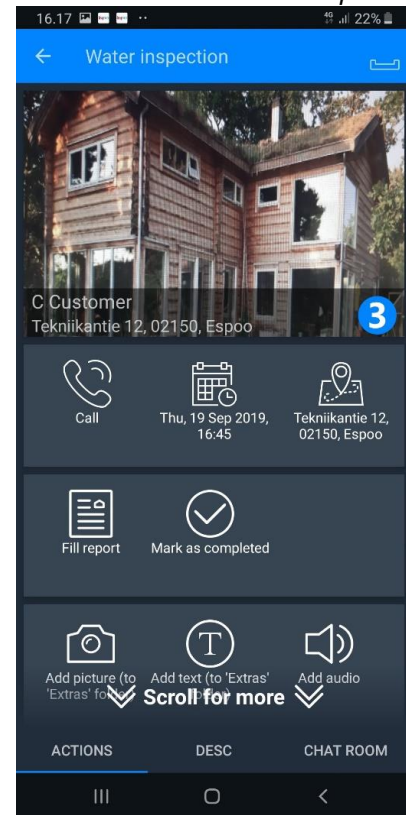 16.17
4G
22%
Water inspection
C Customer
Tekniikantie 12, 02150, Espoo
3
Call
Thu, 19 Sep 2019,
16:45
Tekniikantie 12,
02150, Espoo
Fill report
Mark as completed
T
Add picture (to
'Extras' folder)
Add text (to 'Extras'
Add audio
Scroll for more
ACTIONS
DESC
CHAT ROOM